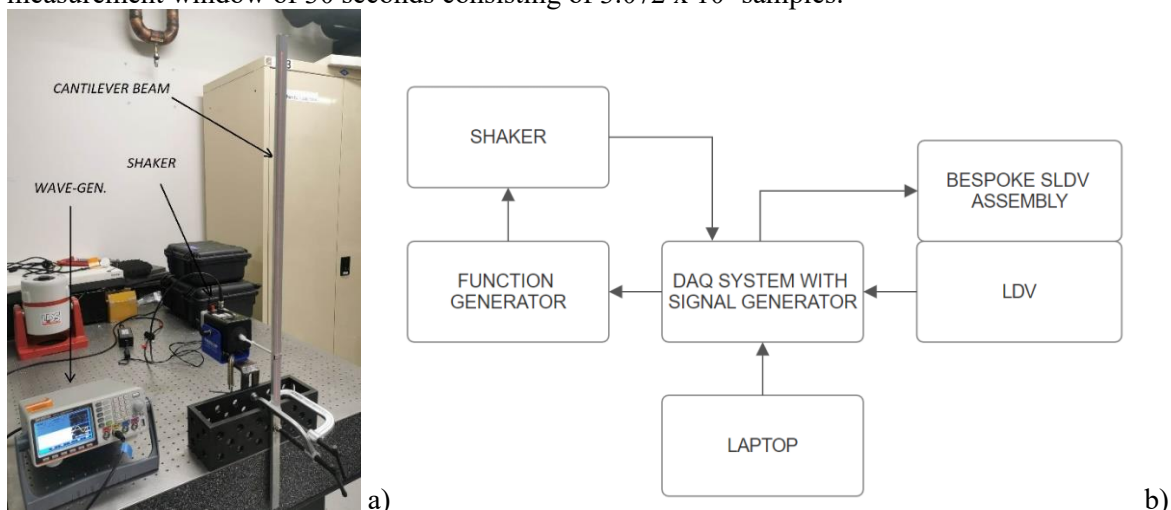 measurement window of 30 seconds consisting of 3.072 x 10 samples.
CANTILEVER BEAM
SHAKER
WAVE-GEN.
a)
SHAKER
FUNCTION
GENERATOR
DAQ SYSTEM WITH
SIGNAL GENERATOR
BESPOKE SLDV
ASSEMBLY
LDV
LAPTOP
b)